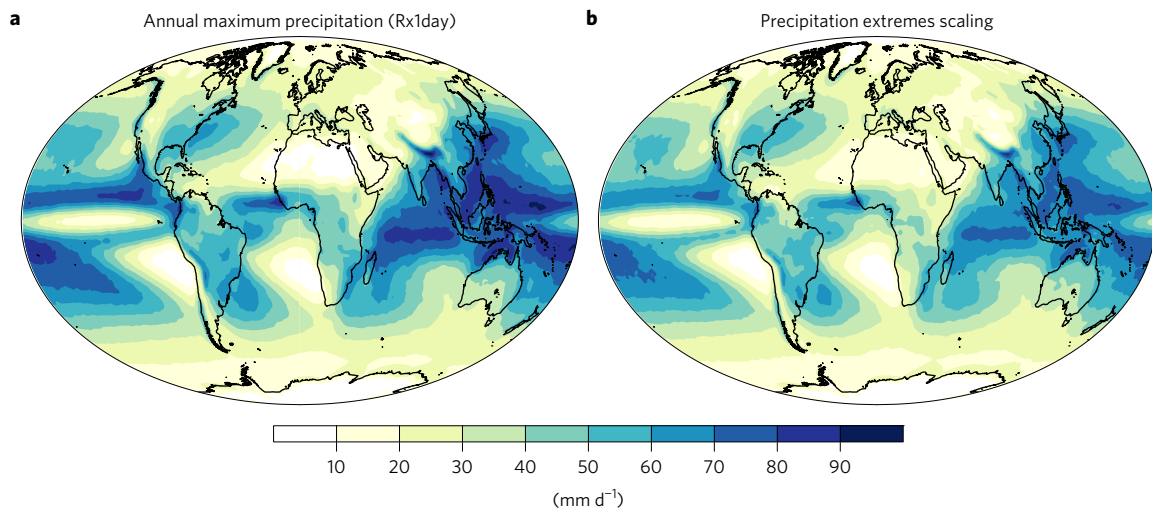 a Annual maximum precipitation (Rx1day)
b Precipitation extremes scaling
10 20 30 40 50 60 70 80 90
(mm d⁻¹)